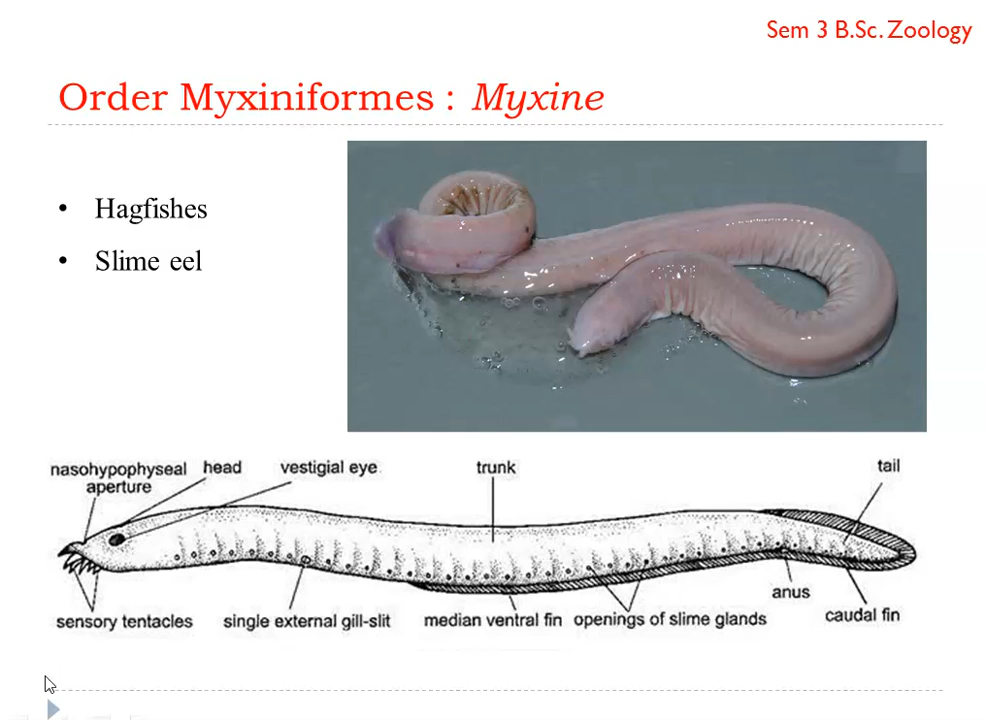 Sem 3 B.Sc. Zoology
Order Myxiniformes : Myxine
• Hagfishes
• Slime eel
nasohypophyseal aperture
head
vestigial eye
trunk
tail
sensory tentacles
single external gill-slit
median ventral fin
openings of slime glands
anus
caudal fin